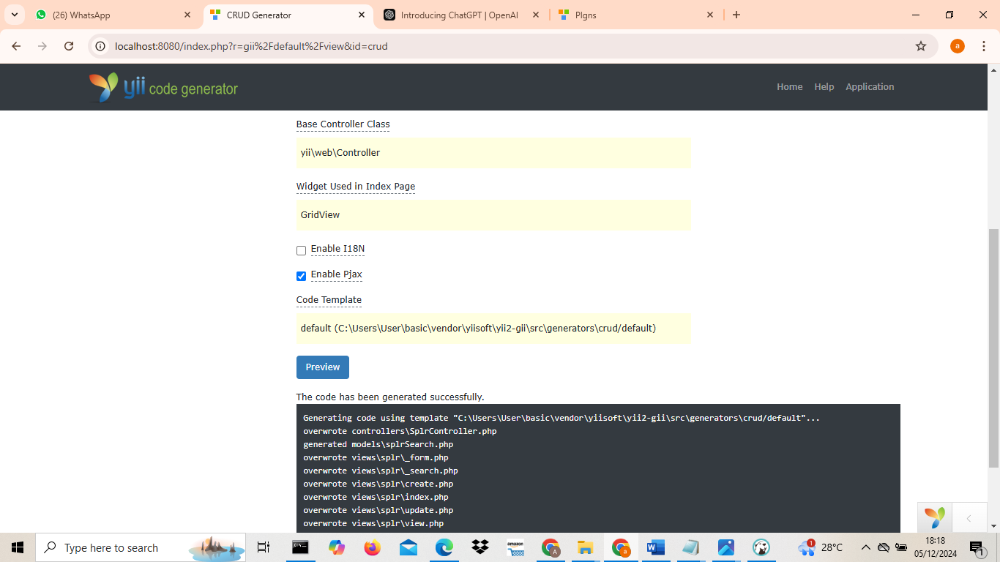 (26) WhatsApp
CRUD Generator
Introducing ChatGPT | OpenAI
Plgns
localhost:8080/index.php?r=gii%2Fdefault%2Fview&id=crud
a
yii code generator
Home Help Application
Base Controller Class
yii\web\Controller
Widget Used in Index Page
GridView
Enable I18N
Enable Pjax
Code Template
default (C:\Users\User\basic\vendor\yiisoft\yii2-gii\src\generators\crud/default)
Preview
The code has been generated successfully.
Generating code using template "C:\Users\User\basic\vendor\yiisoft\yii2-gii\src\generators\crud/default"...
overwrote controllers\SplrController.php
generated models\splrSearch.php
overwrote views\splr\_form.php
overwrote views\splr\_search.php
overwrote views\splr\create.php
overwrote views\splr\index.php
overwrote views\splr\update.php
overwrote views\splr\view.php
Type here to search
amazon
A
a
W
1
28°C
18:18
05/12/2024
1